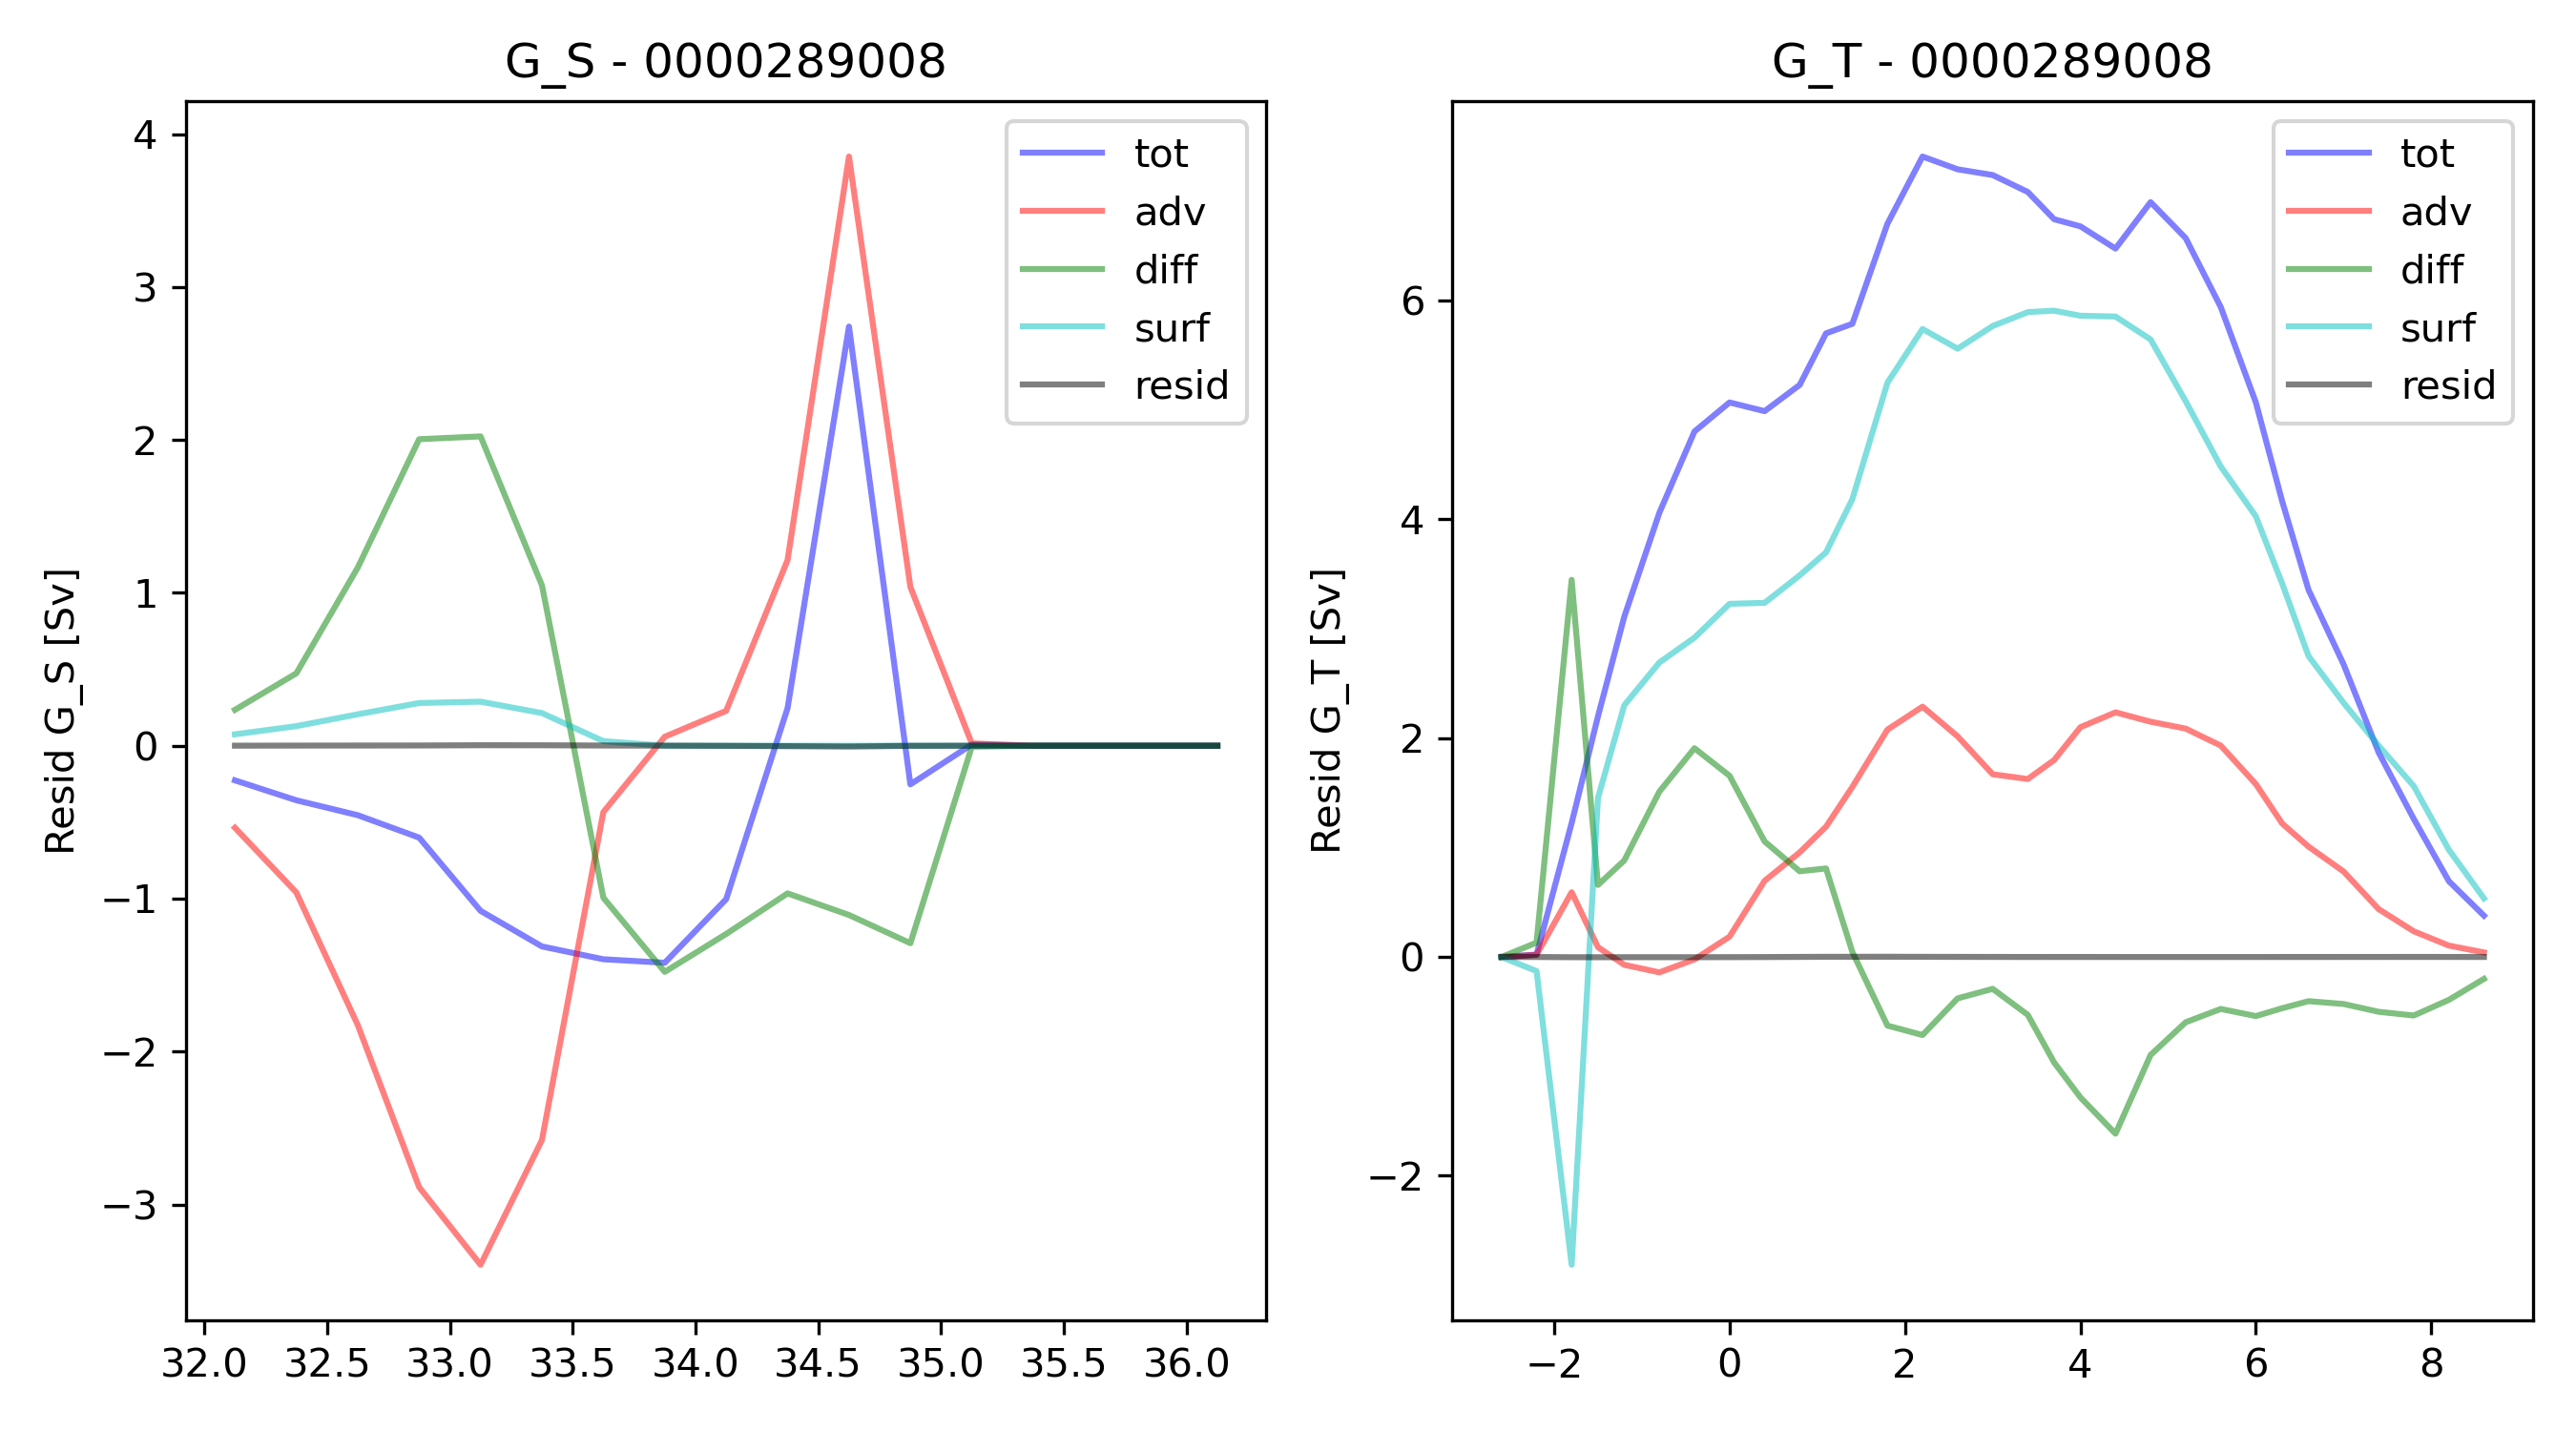 G_S - 0000289008
Resid G_S [Sv]
4
3
2
1
0
−1
−2
−3
32.0 32.5 33.0 33.5 34.0 34.5 35.0 35.5 36.0
tot
adv
diff
surf
resid
G_T - 0000289008
Resid G_T [Sv]
6
4
2
0
−2
−2 0 2 4 6 8
tot
adv
diff
surf
resid